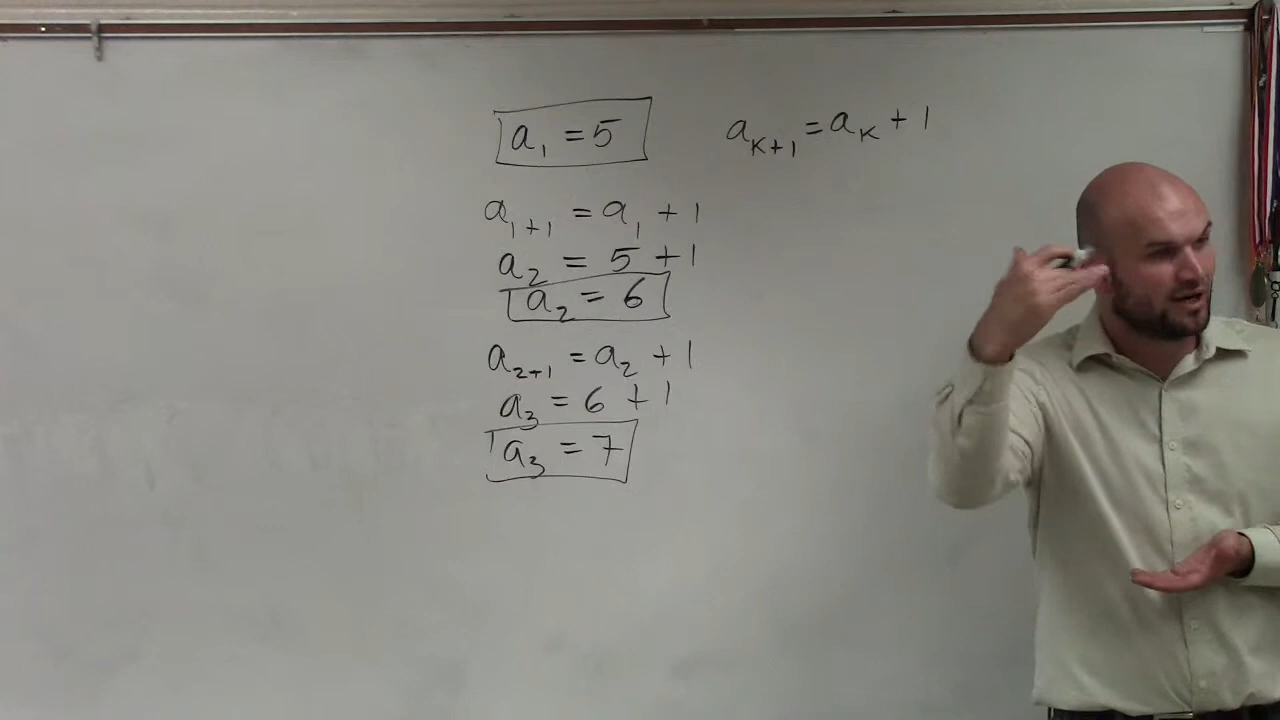 a₁ = 5
aₖ₊₁ = aₖ + 1
a₁₊₁ = a₁ + 1
a₂ = 5 + 1
a₂ = 6
a₂₊₁ = a₂ + 1
a₃ = 6 + 1
a₃ = 7